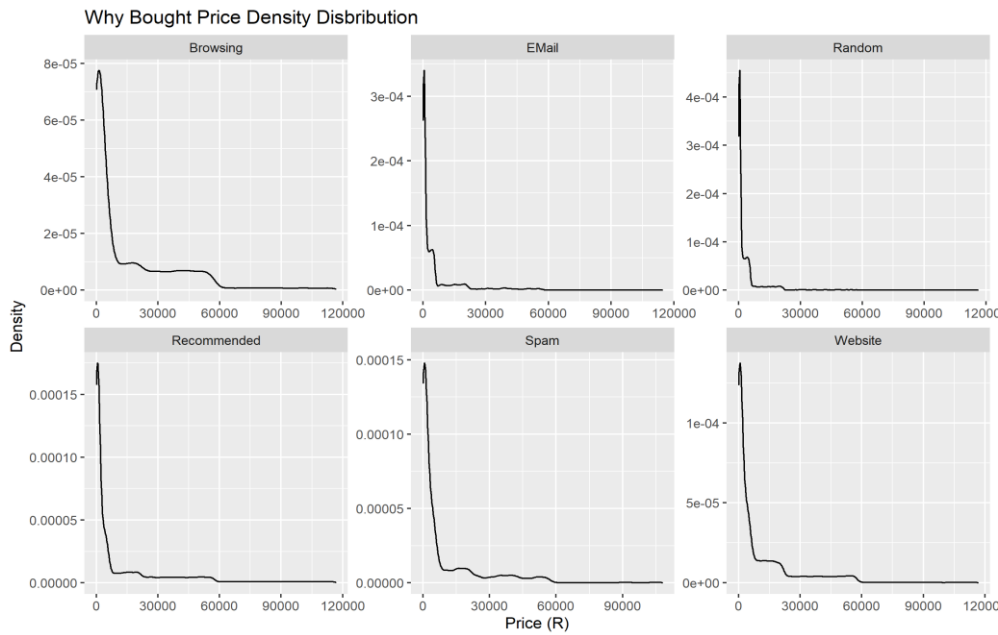 Why Bought Price Density Disbribution
Browsing EMail Random
8e-05
6e-05
4e-05
2e-05
0e+00
3e-04
2e-04
1e-04
0e+00
4e-04
3e-04
2e-04
1e-04
0e+00
0 30000 60000 90000 120000
0 30000 60000 90000 120000
0 30000 60000 90000 12000
Density
Recommended Spam Website
0.00015
0.00010
0.00005
0.00000
0.00015
0.00010
0.00005
0.00000
1e-04
5e-05
0e+00
0 30000 60000 90000 120000
0 30000 60000 90000
0 30000 60000 90000 12000
Price (R)